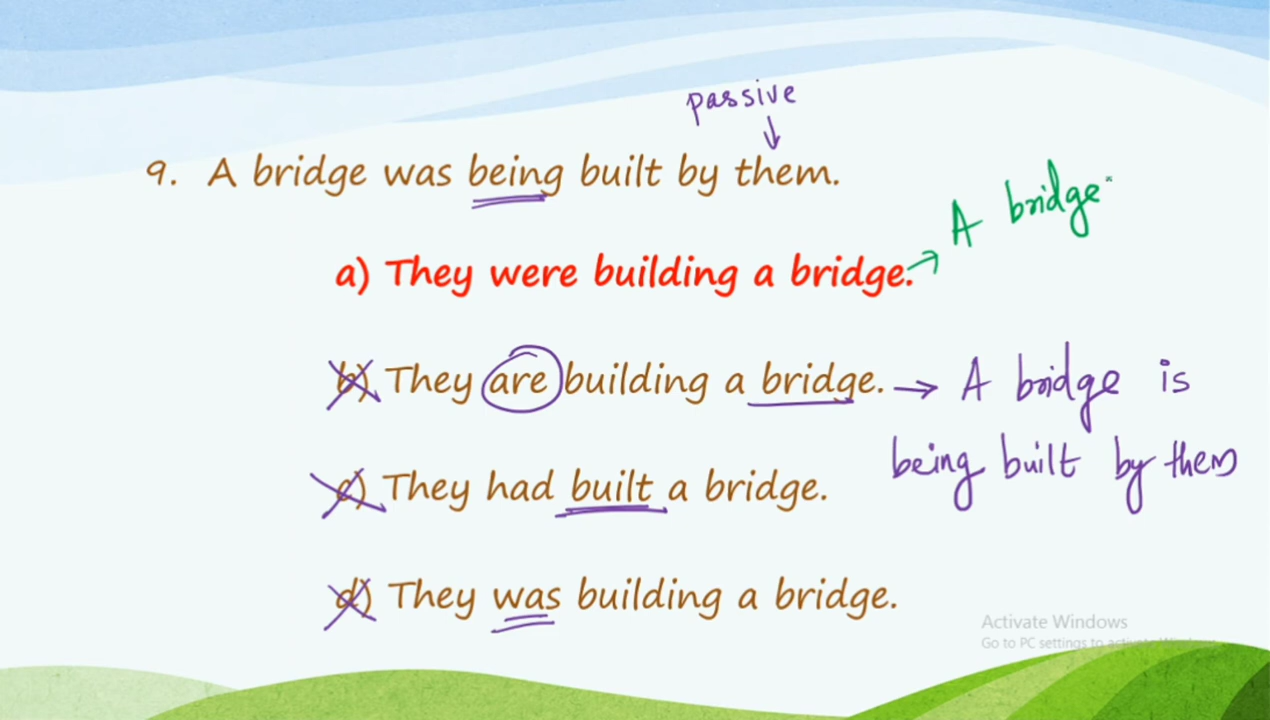 passive
9. A bridge was being built by them.
A bridge
a) They were building a bridge.
b) They are building a bridge. → A bridge is
being built by them
c) They had built a bridge.
d) They was building a bridge.
Activate Windows
Go to PC settings to activate Windows.